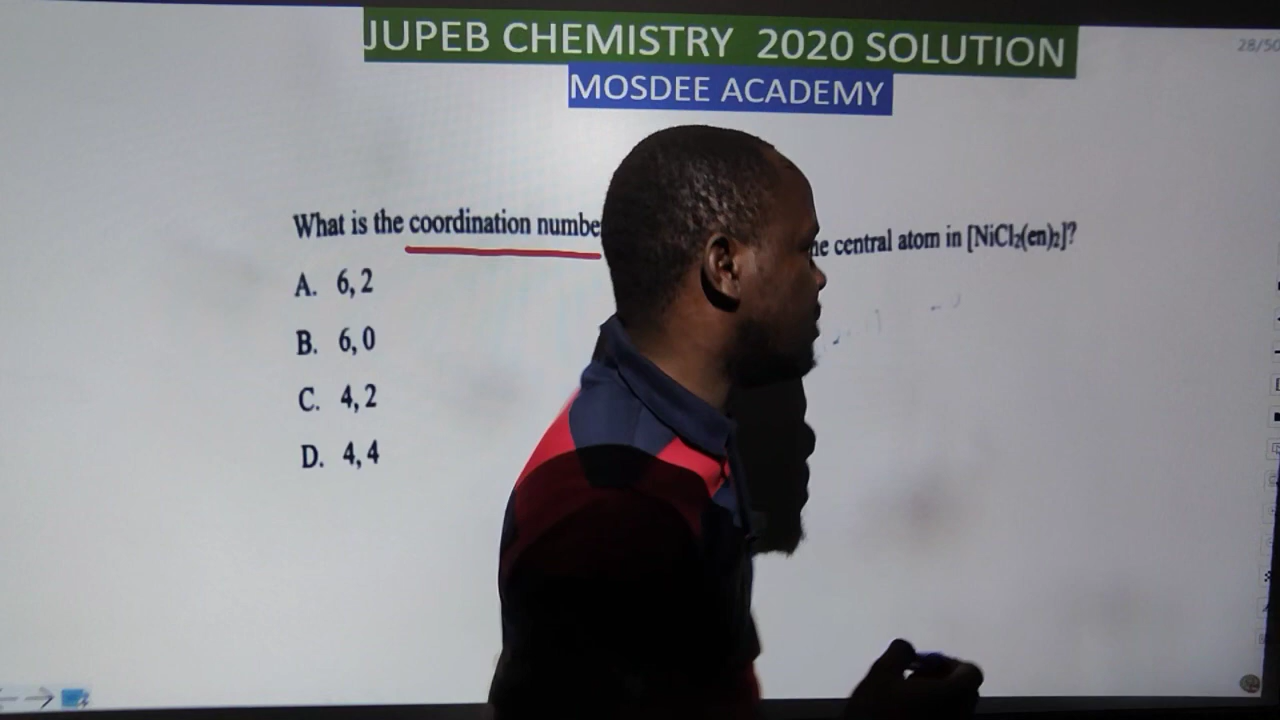 JUPEB CHEMISTRY 2020 SOLUTION
28/50
MOSDEE ACADEMY
What is the coordination numbe
he central atom in [NiCl₂(en)₂]?
A. 6, 2
B. 6, 0
C. 4, 2
D. 4, 4